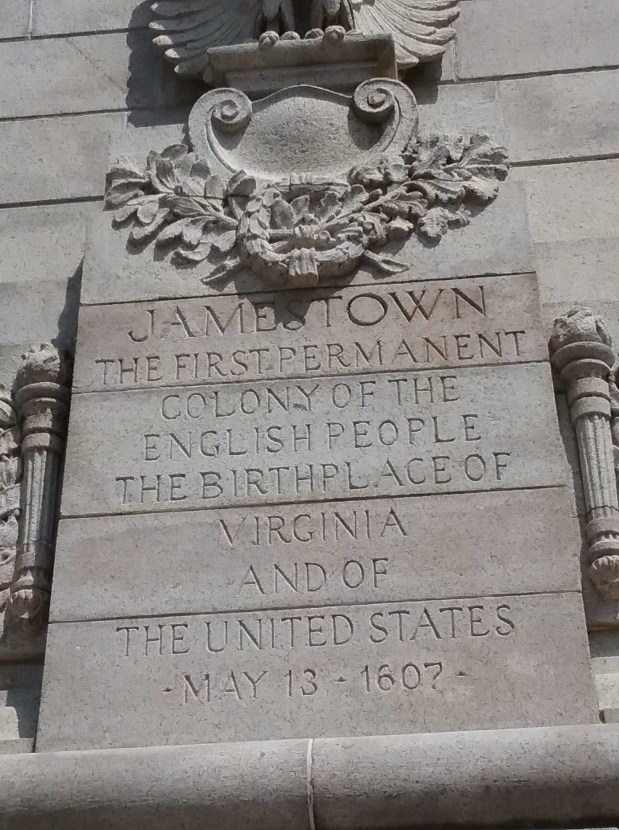 JAMESTOWN
THE FIRST PERMANENT
COLONY OF THE
ENGLISH PEOPLE
THE BIRTHPLACE OF
VIRGINIA
AND OF
THE UNITED STATES
- MAY 13 - 1607 -